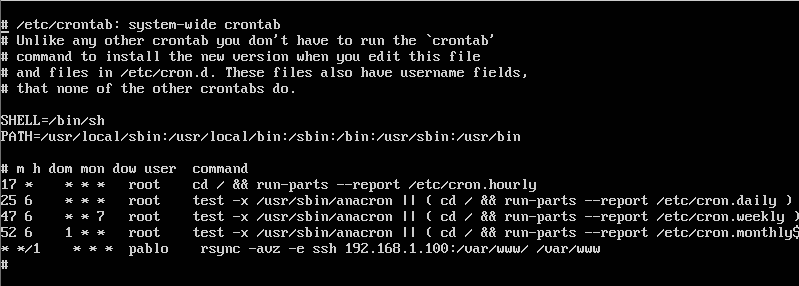 # /etc/crontab: system-wide crontab
# Unlike any other crontab you don't have to run the `crontab'
# command to install the new version when you edit this file
# and files in /etc/cron.d. These files also have username fields,
# that none of the other crontabs do.
SHELL=/bin/sh
PATH=/usr/local/sbin:/usr/local/bin:/sbin:/bin:/usr/sbin:/usr/bin
# m h dom mon dow user  command
17 *    * * *   root    cd / && run-parts --report /etc/cron.hourly
25 6    * * *   root    test -x /usr/sbin/anacron || ( cd / && run-parts --report /etc/cron.daily )
47 6    * * 7   root    test -x /usr/sbin/anacron || ( cd / && run-parts --report /etc/cron.weekly )
52 6    1 * *   root    test -x /usr/sbin/anacron || ( cd / && run-parts --report /etc/cron.monthly$
* */1    * * *  pablo    rsync -avz -e ssh 192.168.1.100:/var/www/ /var/www
#